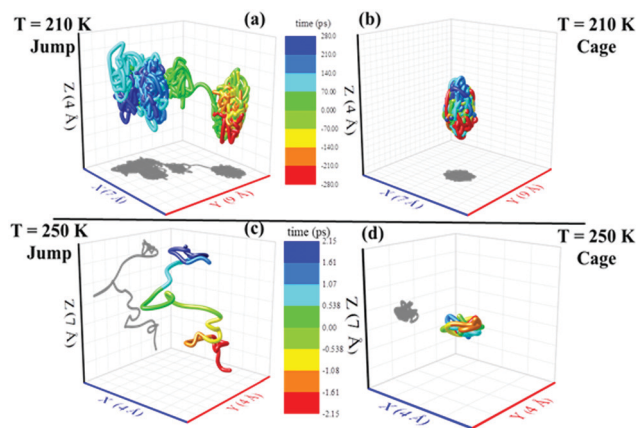 T = 210 K
Jump
(a)
time (ps)
280.0
210.0
140.0
70.00
0.000
-70.00
-140.0
-210.0
-280.0
(b)
T = 210 K
Cage
Z (4 Å)
X (7 Å)
Y (9 Å)
Z (4 Å)
X (7 Å)
Y (9 Å)
T = 250 K
Jump
(c)
time (ps)
2.15
1.61
1.08
0.538
0.00
-0.538
-1.08
-1.61
-2.15
(d)
T = 250 K
Cage
Z (7 Å)
X (4 Å)
Y (4 Å)
Z (7 Å)
X (4 Å)
Y (4 Å)